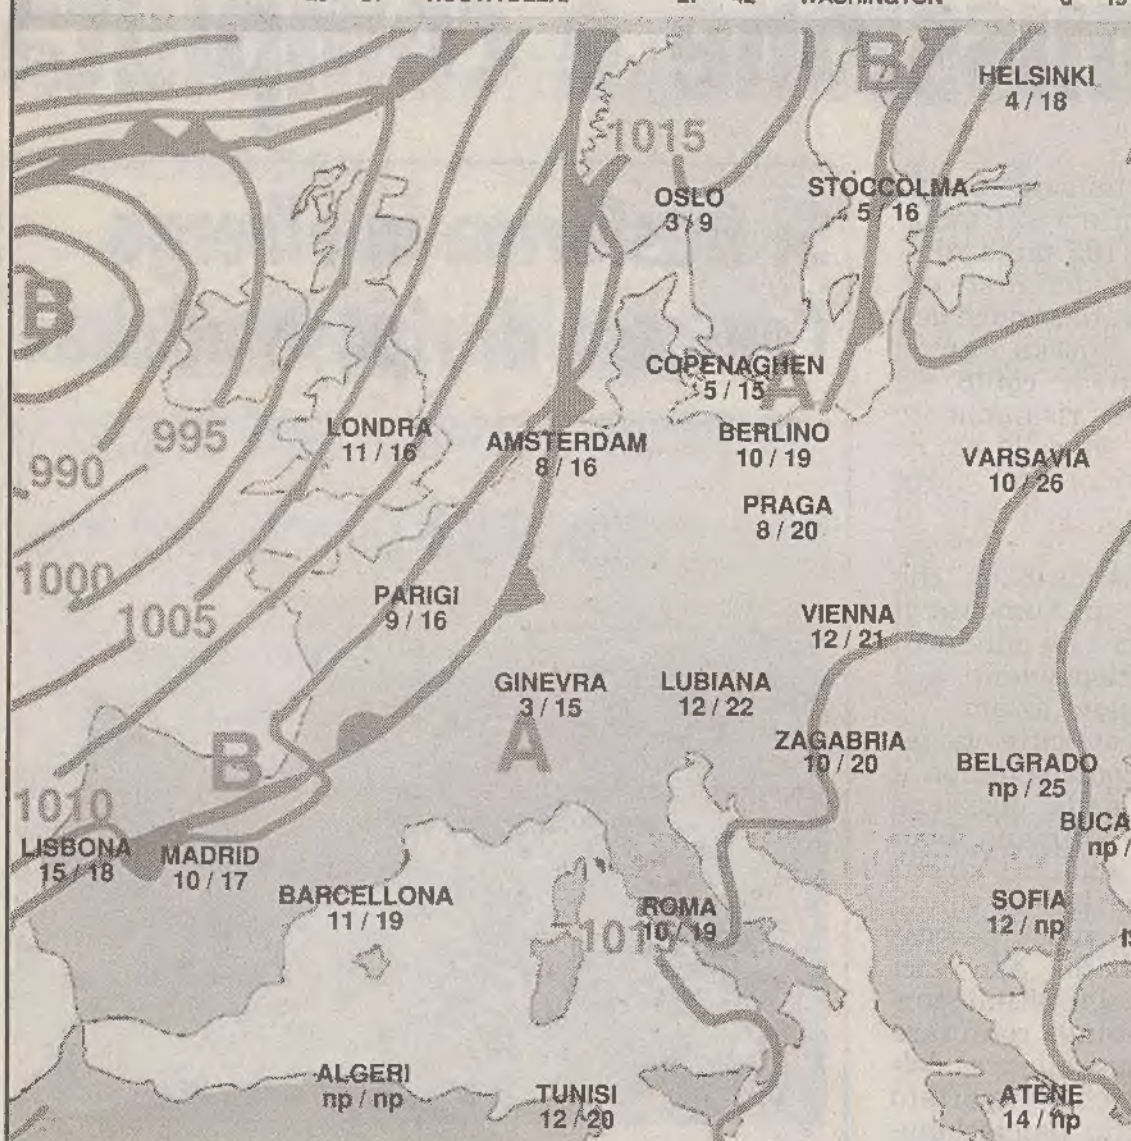 WASHINGTON
B
HELSINKI
4 / 18
1015
OSLO
3 / 9
STOCCOLMA
5 / 16
B
COPENAGHEN
5 / 15
A
995
LONDRA
11 / 16
AMSTERDAM
8 / 16
BERLINO
10 / 19
990
VARSAVIA
10 / 26
PRAGA
8 / 20
1000
1005
PARIGI
9 / 16
VIENNA
12 / 21
GINEVRA
3 / 15
LUBIANA
12 / 22
B
A
ZAGABRIA
10 / 20
BELGRADO
np / 25
1010
LISBONA
15 / 18
MADRID
10 / 17
BUCA
np /
BARCELLONA
11 / 19
ROMA
10 / 19
1015
SOFIA
12 / np
ALGERI
np / np
TUNISI
12 / 20
ATENE
14 / np